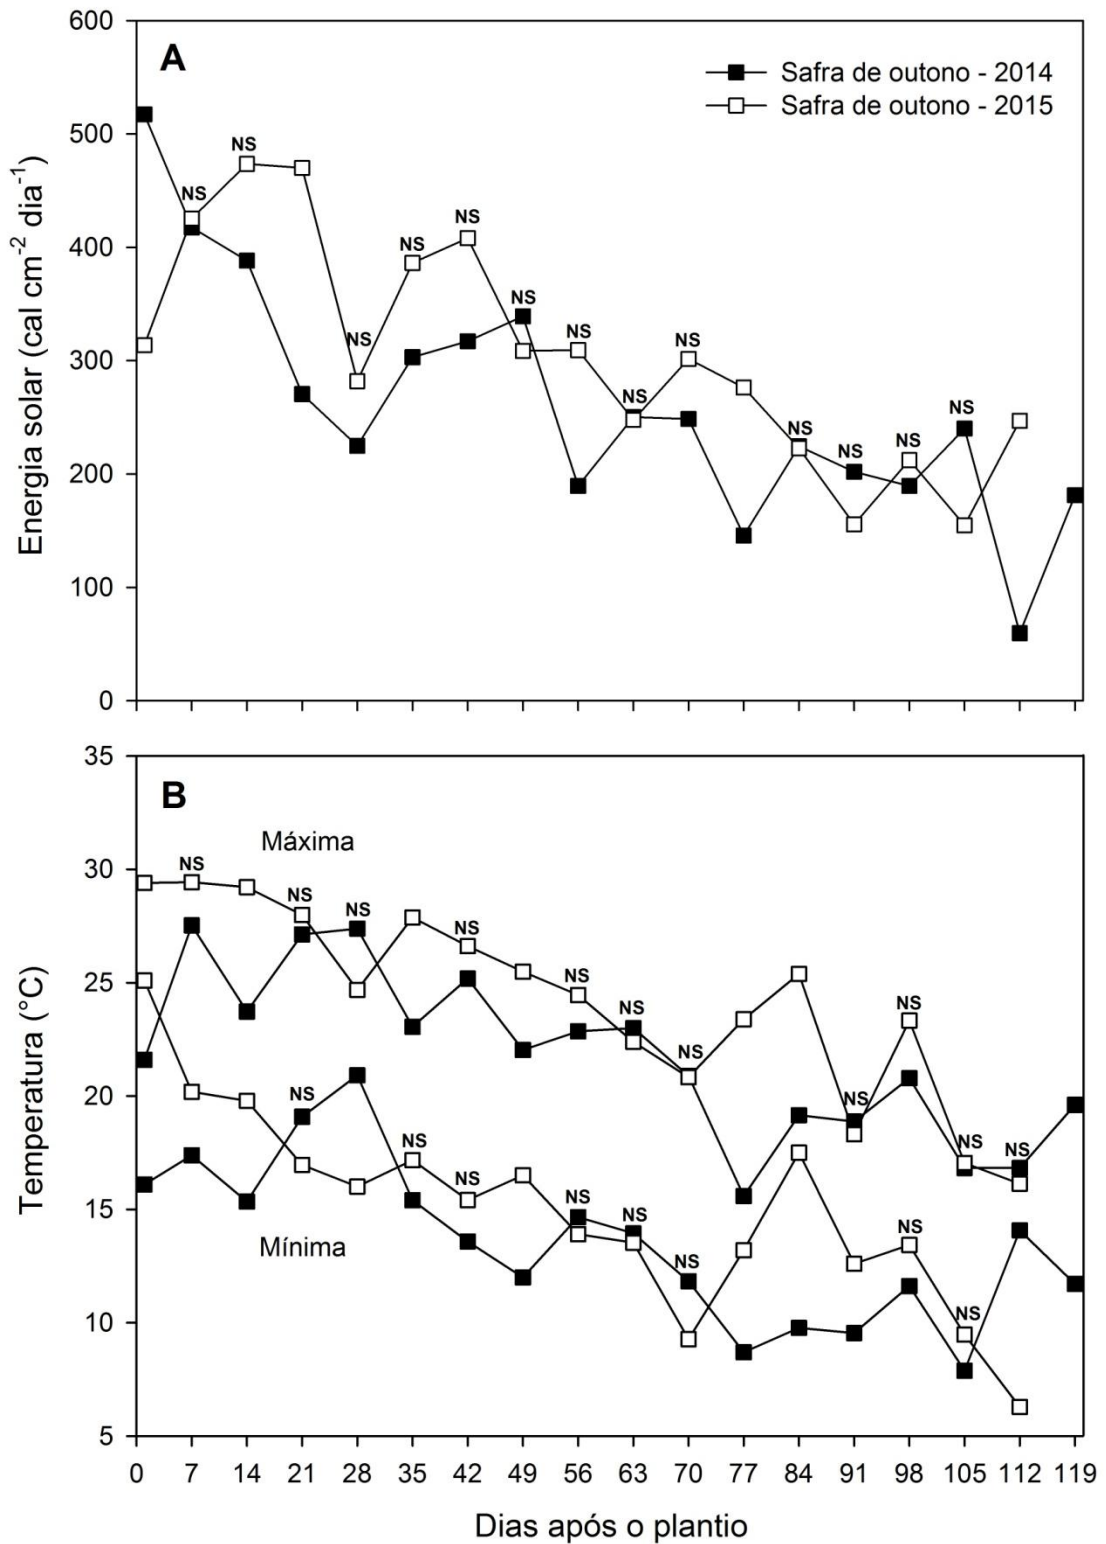 600
A
Safra de outono - 2014
Safra de outono - 2015
500
NS
NS
NS
NS
400
NS
NS
NS
NS
300
NS
NS
NS
NS
NS
200
100
0
Energia solar (cal cm⁻² dia⁻¹)
35
B
Máxima
30
NS
NS
NS
NS
NS
25
NS
NS
NS
20
NS
NS
NS
NS
NS
NS
15
NS
NS
NS
NS
Mínima
10
NS
5
Temperatura (°C)
0 7 14 21 28 35 42 49 56 63 70 77 84 91 98 105 112 119
Dias após o plantio